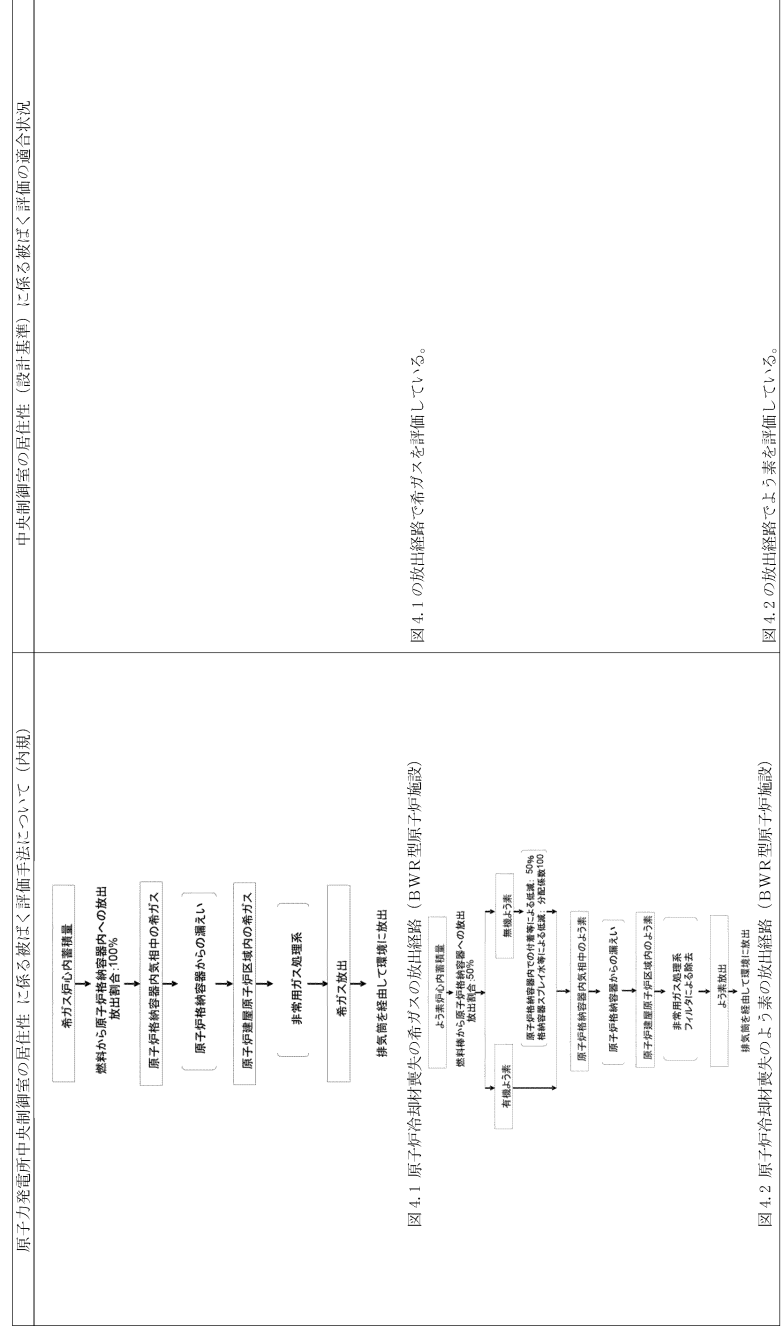 原子力発電所中央制御室の居住性に係る被ばく評価手法について（内規）
中央制御室の居住性（設計基準）に係る被ばく評価の適合状況
希ガス炉心内蓄積量
燃料から原子炉格納容器内への放出
放出割合:100%
原子炉格納容器内気相中の希ガス
原子炉格納容器からの漏えい
原子炉建屋原子炉区域内の希ガス
非常用ガス処理系
希ガス放出
排気筒を経由して環境に放出
図4.1 原子炉冷却材喪失の希ガスの放出経路（BWR型原子炉施設）
図4.1の放出経路で希ガスを評価している。
よう素炉心内蓄積量
燃料棒から原子炉格納容器への放出
放出割合:50%
有機よう素
無機よう素
原子炉格納容器内での付着等による低減：50%
格納容器スプレイ水等による低減：分配係数100
原子炉格納容器内気相中のよう素
原子炉格納容器からの漏えい
原子炉建屋原子炉区域内のよう素
非常用ガス処理系
フィルタによる除去
よう素放出
排気筒を経由して環境に放出
図4.2 原子炉冷却材喪失のよう素の放出経路（BWR型原子炉施設）
図4.2の放出経路でよう素を評価している。